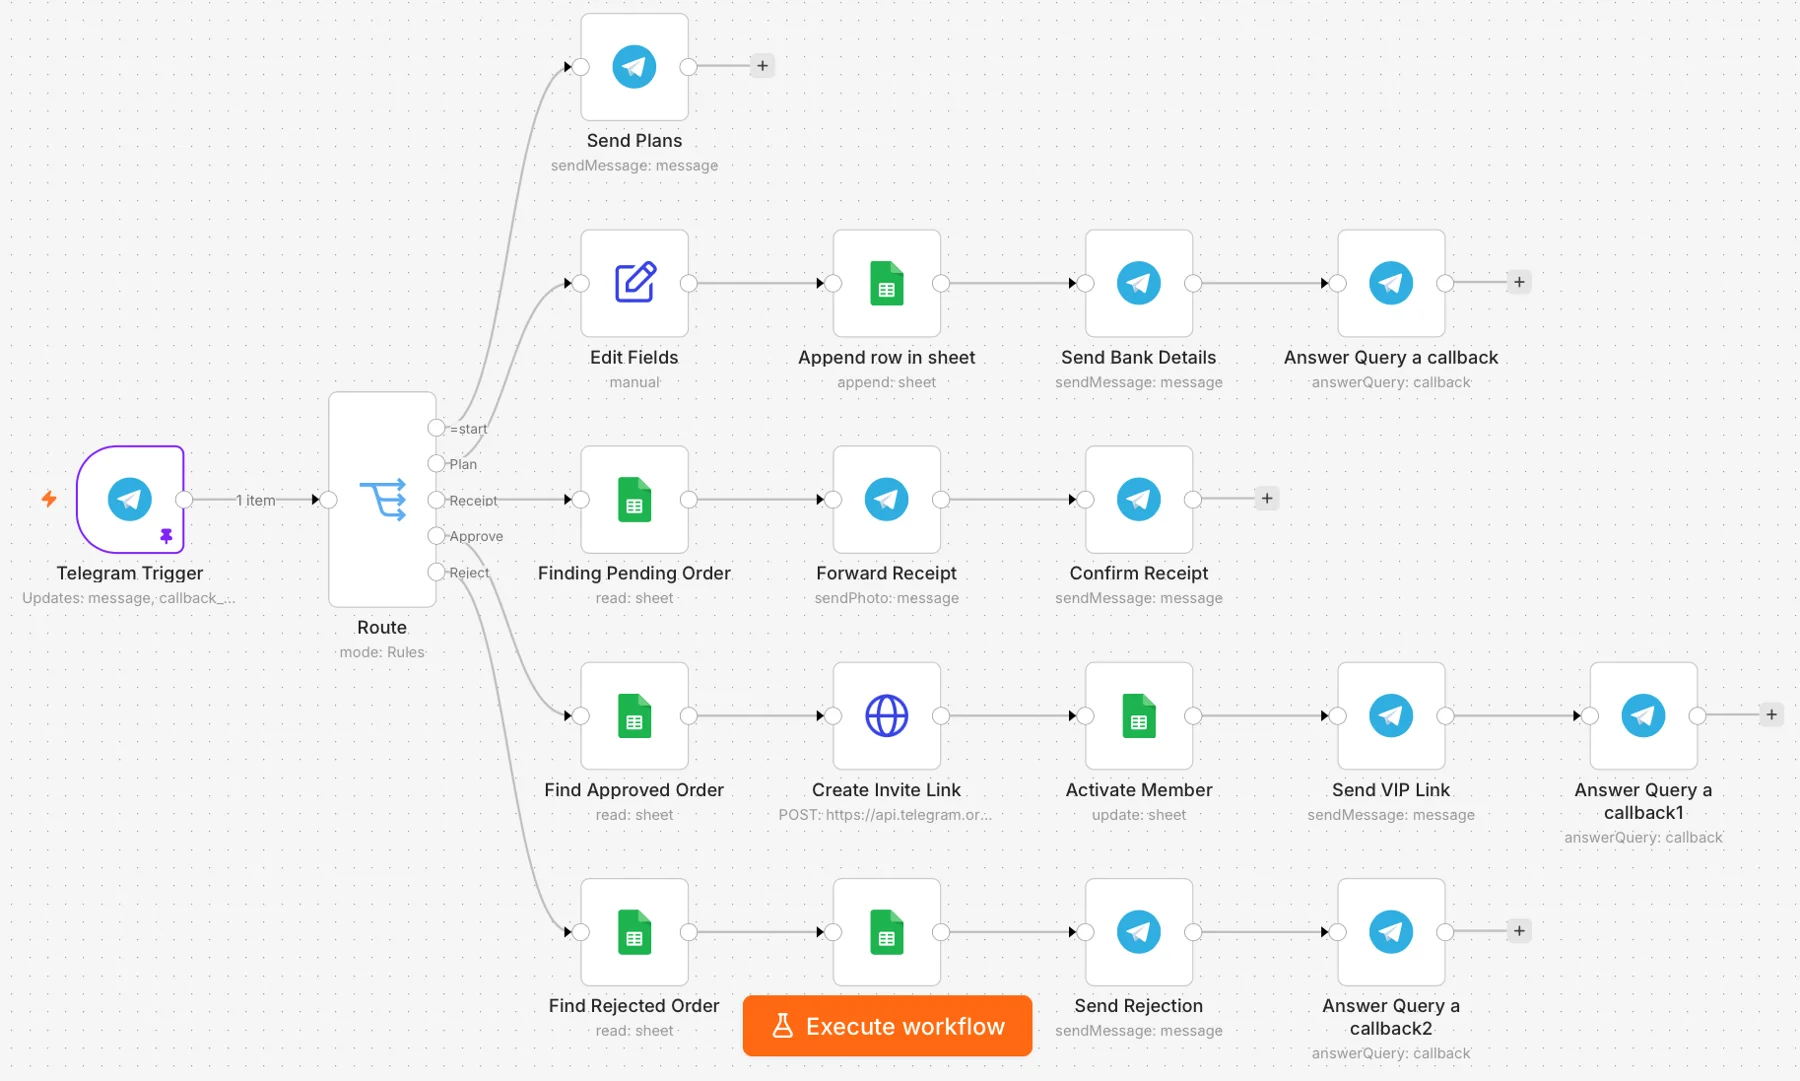 +
Send Plans
sendMessage: message
+
Edit Fields
manual
Append row in sheet
append: sheet
Send Bank Details
sendMessage: message
Answer Query a callback
answerQuery: callback
=start
Plan
Receipt
Approve
Reject
1 item
Telegram Trigger
Updates: message, callback_...
Route
mode: Rules
+
Finding Pending Order
read: sheet
Forward Receipt
sendPhoto: message
Confirm Receipt
sendMessage: message
+
Find Approved Order
read: sheet
Create Invite Link
POST: https://api.telegram.or...
Activate Member
update: sheet
Send VIP Link
sendMessage: message
Answer Query a
callback1
answerQuery: callback
+
Find Rejected Order
read: sheet
Execute workflow
Send Rejection
sendMessage: message
Answer Query a
callback2
answerQuery: callback